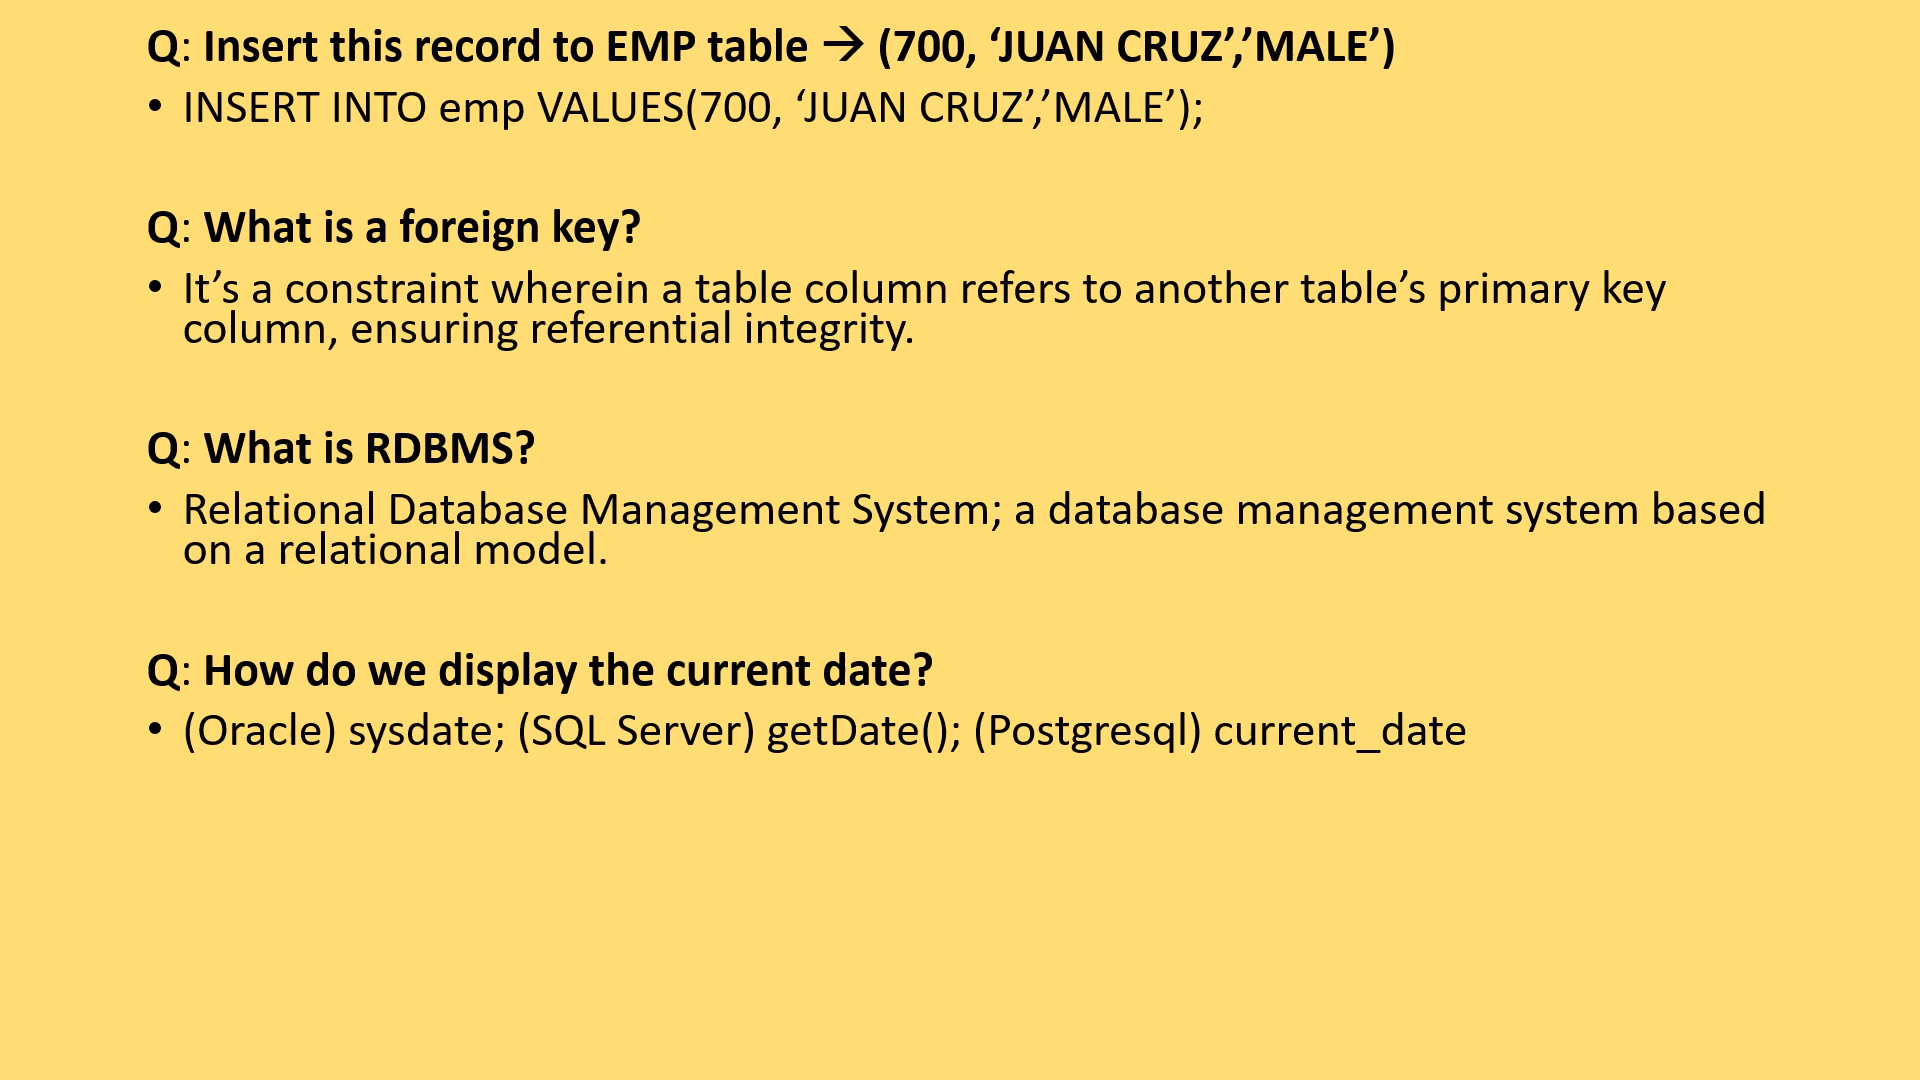 Q: Insert this record to EMP table → (700, ‘JUAN CRUZ’,’MALE’)
• INSERT INTO emp VALUES(700, ‘JUAN CRUZ’,’MALE’);
Q: What is a foreign key?
• It’s a constraint wherein a table column refers to another table’s primary key
column, ensuring referential integrity.
Q: What is RDBMS?
• Relational Database Management System; a database management system based
on a relational model.
Q: How do we display the current date?
• (Oracle) sysdate; (SQL Server) getDate(); (Postgresql) current_date